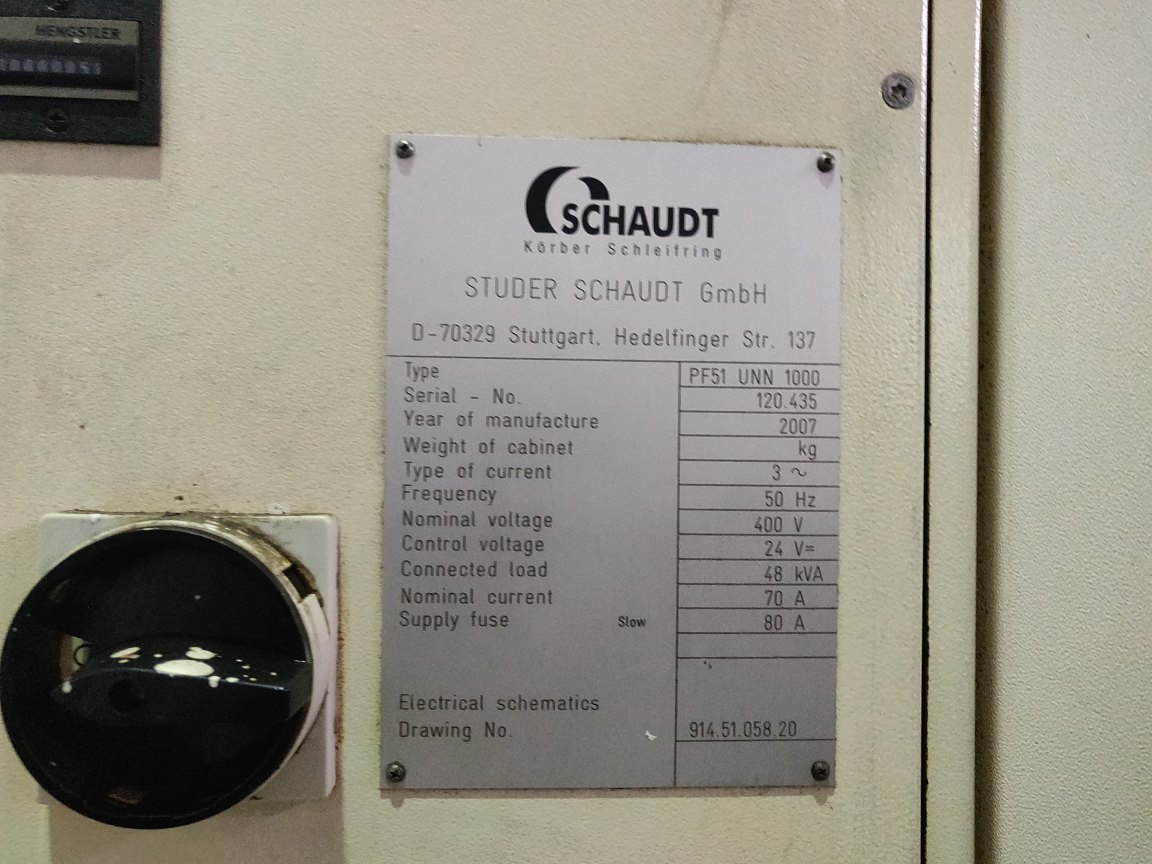 HENGSTLER
SCHAUDT
Körber Schleifring
STUDER SCHAUDT GmbH
D-70329 Stuttgart. Hedelfinger Str. 137
Type PF51 UNN 1000
Serial - No. 120.435
Year of manufacture 2007
Weight of cabinet kg
Type of current 3 ~
Frequency 50 Hz
Nominal voltage 400 V
Control voltage 24 V=
Connected load 48 kVA
Nominal current 70 A
Supply fuse Slow 80 A
Electrical schematics
Drawing No. 914.51.058.20